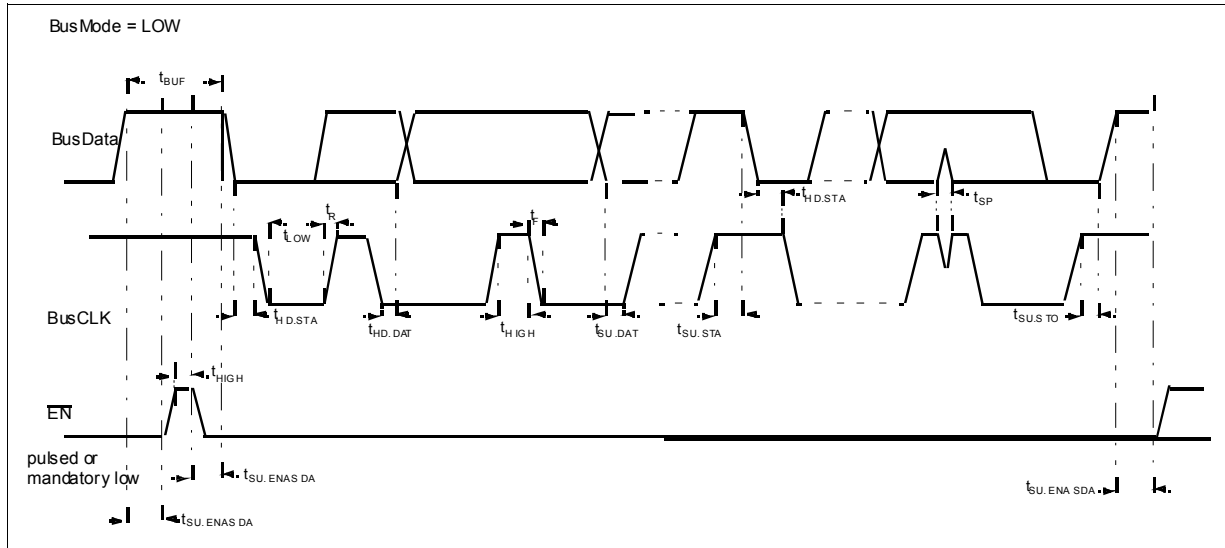 BusMode = LOW
tBUF
BusData
tHD.STA
tSP
tR
tF
tLOW
BusCLK
tHD.STA
tHD.DAT
tHIGH
tSU.DAT
tSU.STA
tSU.STO
tHIGH
EN
pulsed or
mandatory low
tSU.ENASDA
tSU.ENASDA
tSU.ENASDA